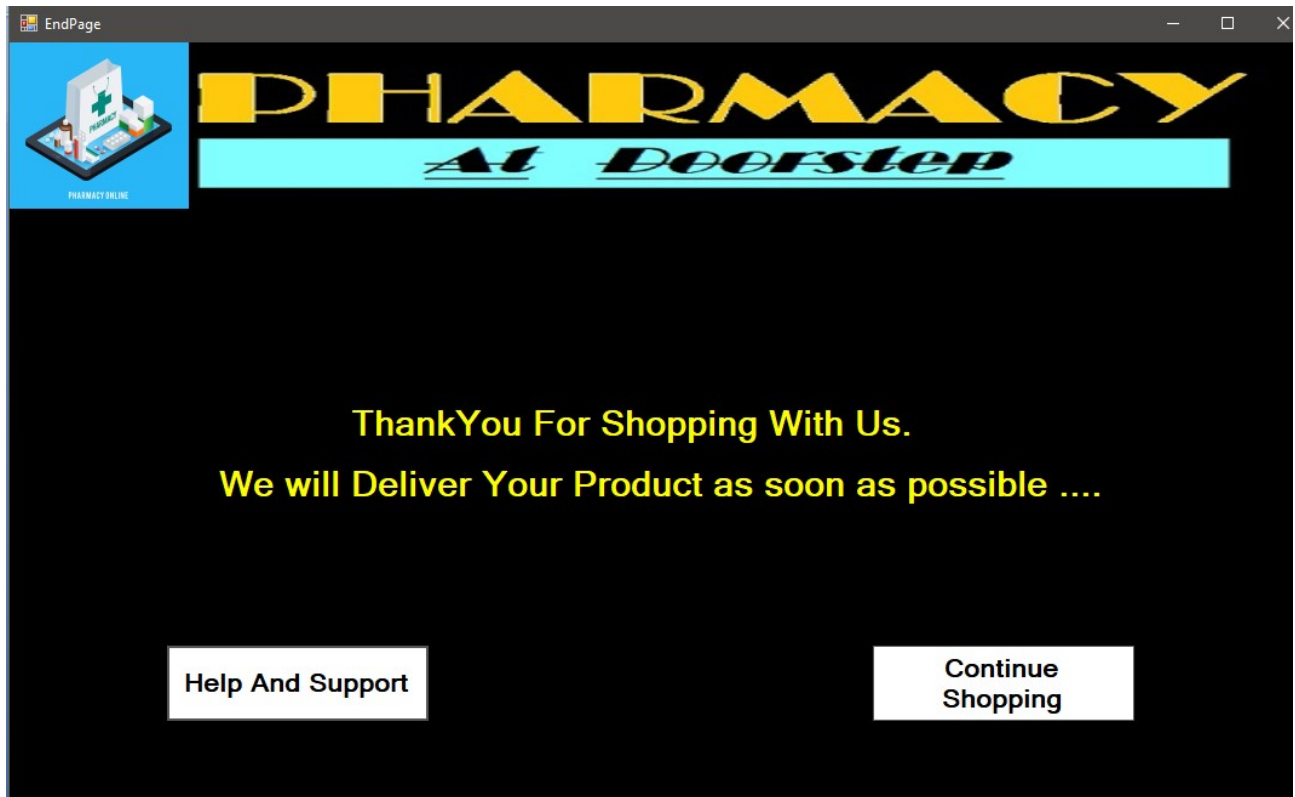 EndPage
PHARMACY
PHARMACY
At Doorstep
PHARMACY ONLINE
ThankYou For Shopping With Us.
We will Deliver Your Product as soon as possible ....
Help And Support
Continue
Shopping